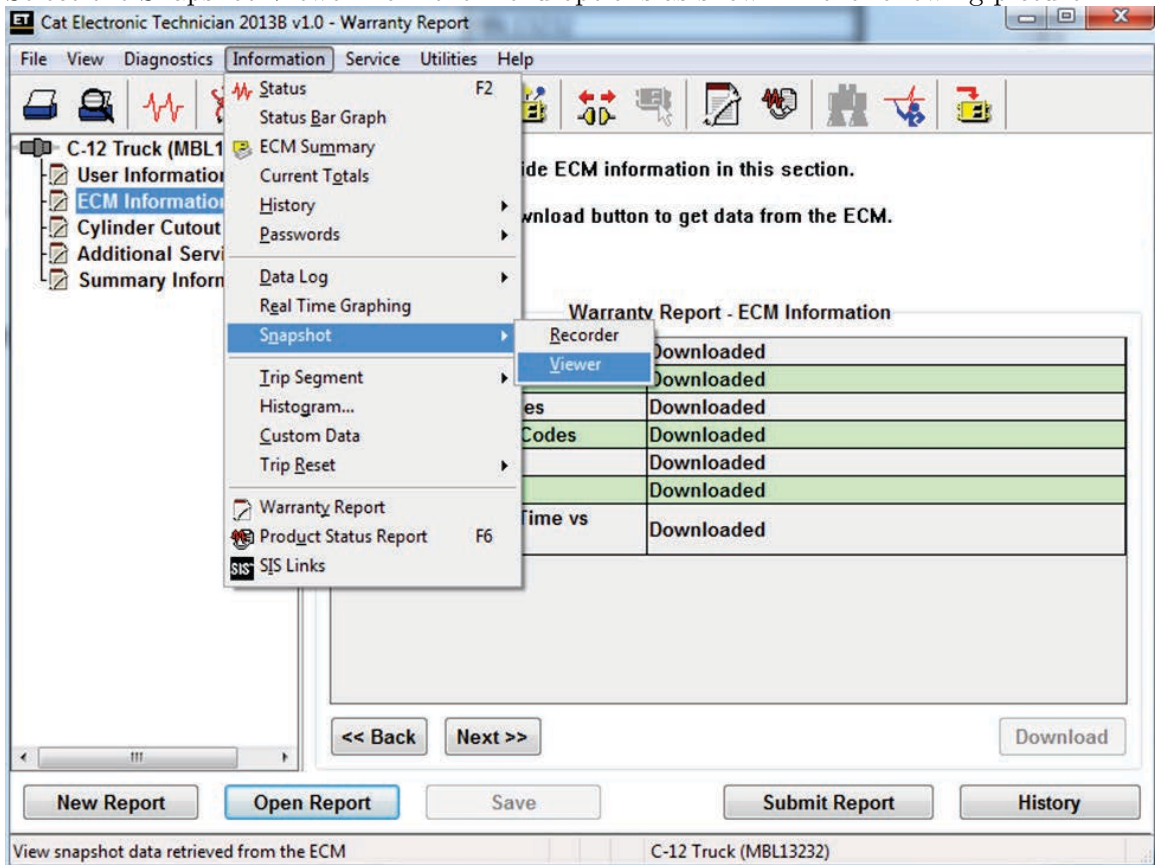 Cat Electronic Technician 2013B v1.0 - Warranty Report
File View Diagnostics Information Service Utilities Help
Status F2
Status Bar Graph
ECM Summary
Current Totals
History
Passwords
Data Log
Real Time Graphing
Snapshot
Recorder
Viewer
Trip Segment
Histogram...
Custom Data
Trip Reset
Warranty Report
Product Status Report F6
SIS SIS Links
C-12 Truck (MBL1
User Information
ECM Information
Cylinder Cutout
Additional Servi
Summary Inform
ide ECM information in this section.
wnload button to get data from the ECM.
Warranty Report - ECM Information
Downloaded
Downloaded
es Downloaded
Codes Downloaded
Downloaded
Downloaded
Time vs Downloaded
<< Back Next >> Download
New Report Open Report Save Submit Report History
View snapshot data retrieved from the ECM C-12 Truck (MBL13232)